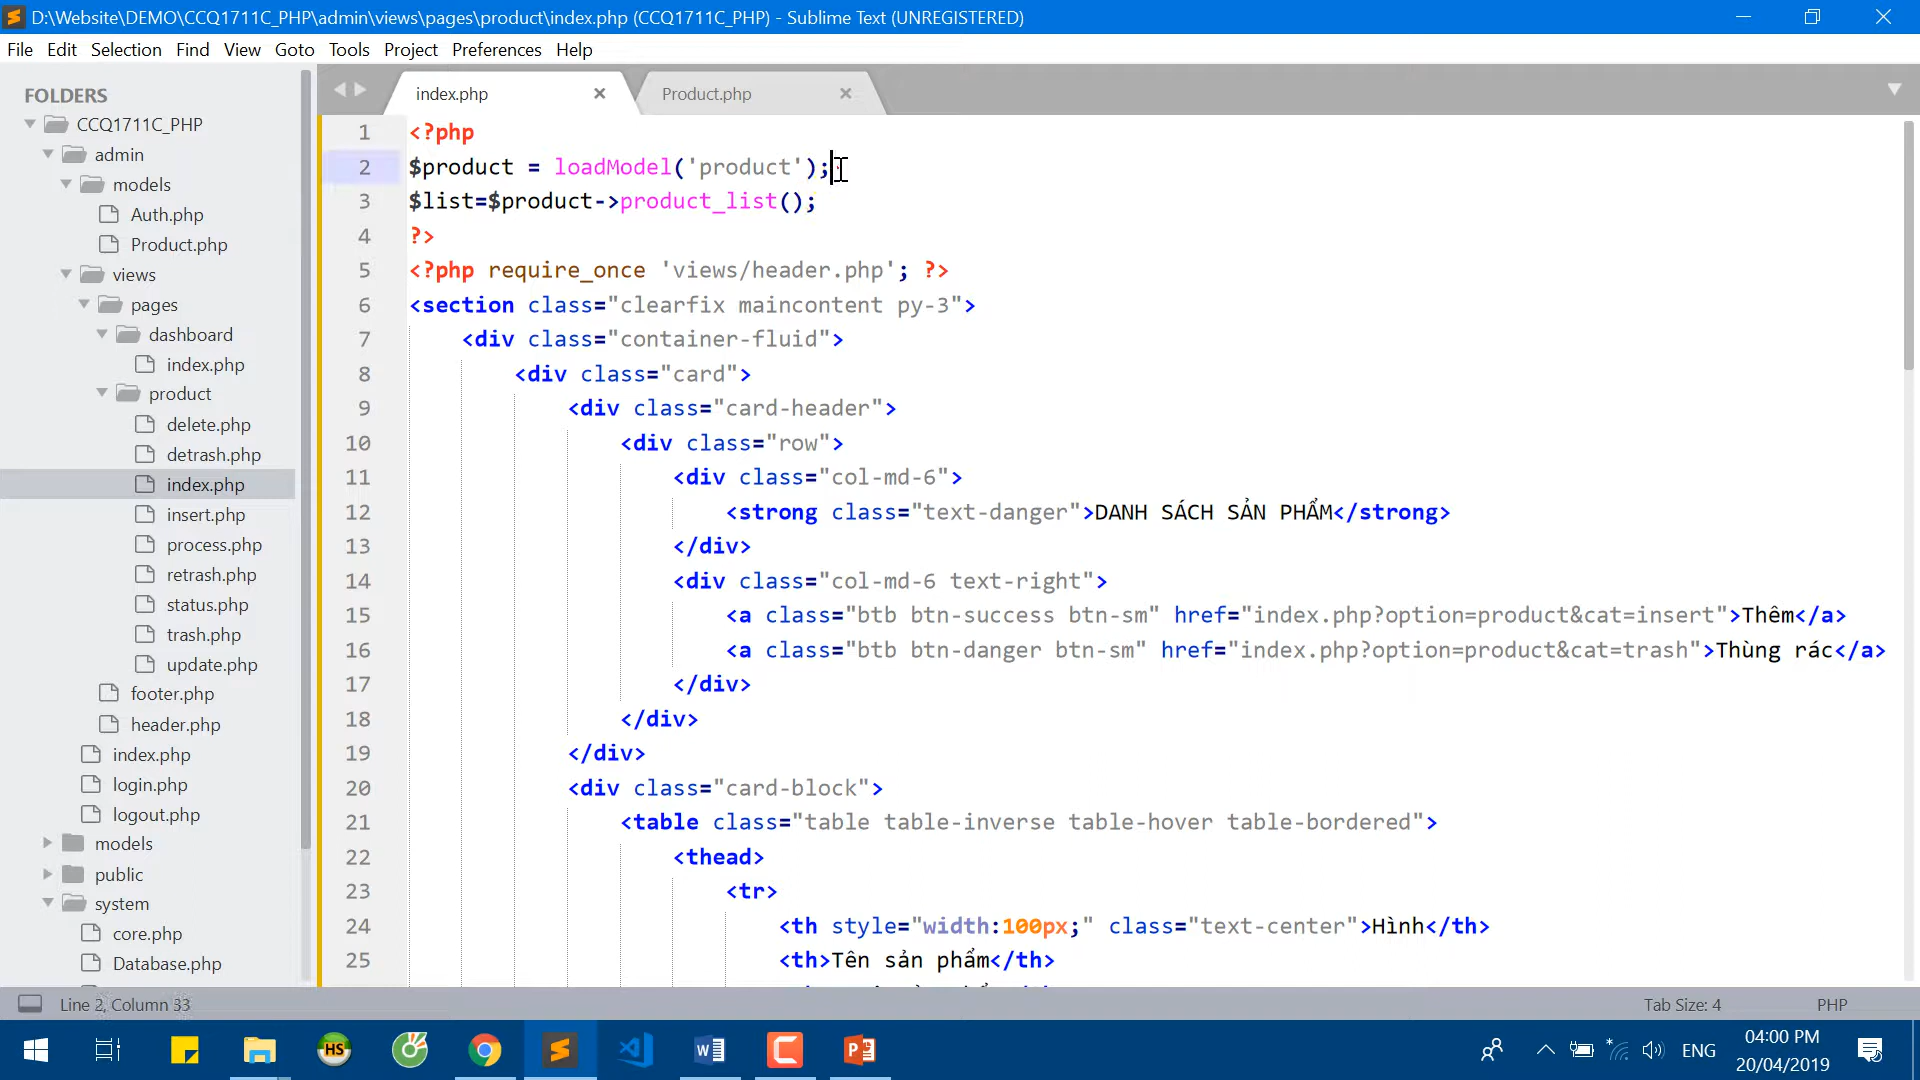 D:\Website\DEMO\CCQ1711C_PHP\admin\views\pages\product\index.php (CCQ1711C_PHP) - Sublime Text (UNREGISTERED)
File Edit Selection Find View Goto Tools Project Preferences Help
FOLDERS
CCQ1711C_PHP
admin
models
Auth.php
Product.php
views
pages
dashboard
index.php
product
delete.php
detrash.php
index.php
insert.php
process.php
retrash.php
status.php
trash.php
update.php
footer.php
header.php
index.php
login.php
logout.php
models
public
system
core.php
Database.php
index.php Product.php
1 <?php
2 $product = loadModel('product');
3 $list=$product->product_list();
4 ?>
5 <?php require_once 'views/header.php'; ?>
6 <section class="clearfix maincontent py-3">
7 <div class="container-fluid">
8 <div class="card">
9 <div class="card-header">
10 <div class="row">
11 <div class="col-md-6">
12 <strong class="text-danger">DANH SÁCH SẢN PHẨM</strong>
13 </div>
14 <div class="col-md-6 text-right">
15 <a class="btb btn-success btn-sm" href="index.php?option=product&cat=insert">Thêm</a>
16 <a class="btb btn-danger btn-sm" href="index.php?option=product&cat=trash">Thùng rác</a>
17 </div>
18 </div>
19 </div>
20 <div class="card-block">
21 <table class="table table-inverse table-hover table-bordered">
22 <thead>
23 <tr>
24 <th style="width:100px;" class="text-center">Hình</th>
25 <th>Tên sản phẩm</th>
Line 2, Column 33
Tab Size: 4 PHP
HS
ENG
04:00 PM
20/04/2019